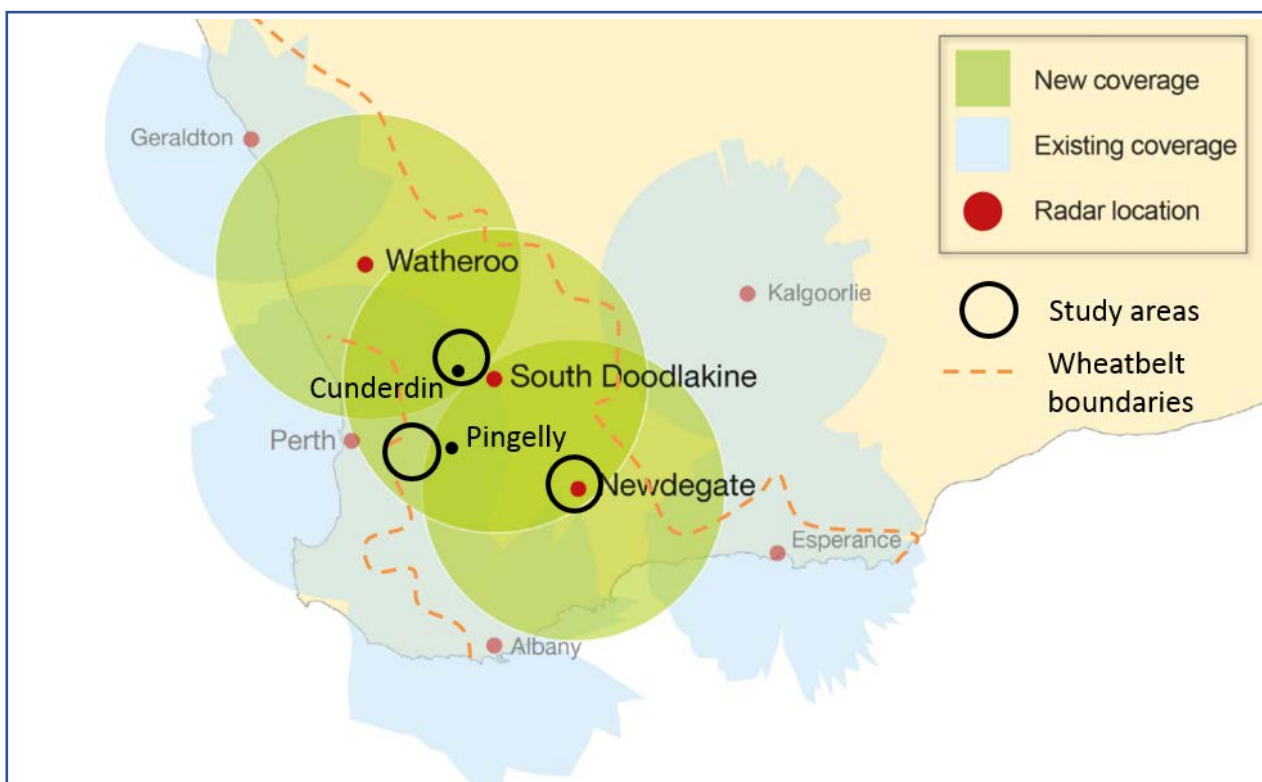 New coverage
Existing coverage
Radar location
Study areas
Wheatbelt
boundaries
Geraldton
Watheroo
Kalgoorlie
Cunderdin
South Doodlakine
Perth
Pingelly
Newdegate
Esperance
Albany